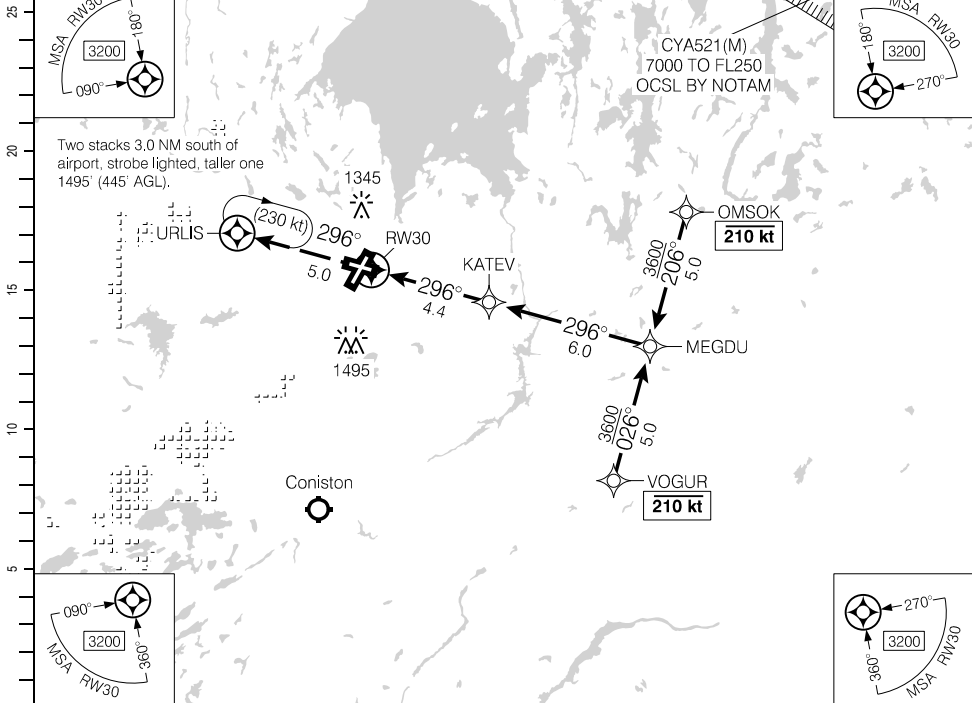 25
20
15
10
5
MSA RW30
3200
180°
090°
MSA RW30
3200
180°
270°
CYA521(M)
7000 TO FL250
OCSL BY NOTAM
Two stacks 3.0 NM south of
airport, strobe lighted, taller one
1495' (445' AGL).
1345
URLIS
(230 kt)
296°
5.0
RW30
296°
4.4
KATEV
296°
6.0
OMSOK
210 kt
3600
206°
5.0
MEGDU
1495
3600
026°
5.0
VOGUR
210 kt
Coniston
090°
3200
360°
MSA RW30
270°
3200
360°
MSA RW30